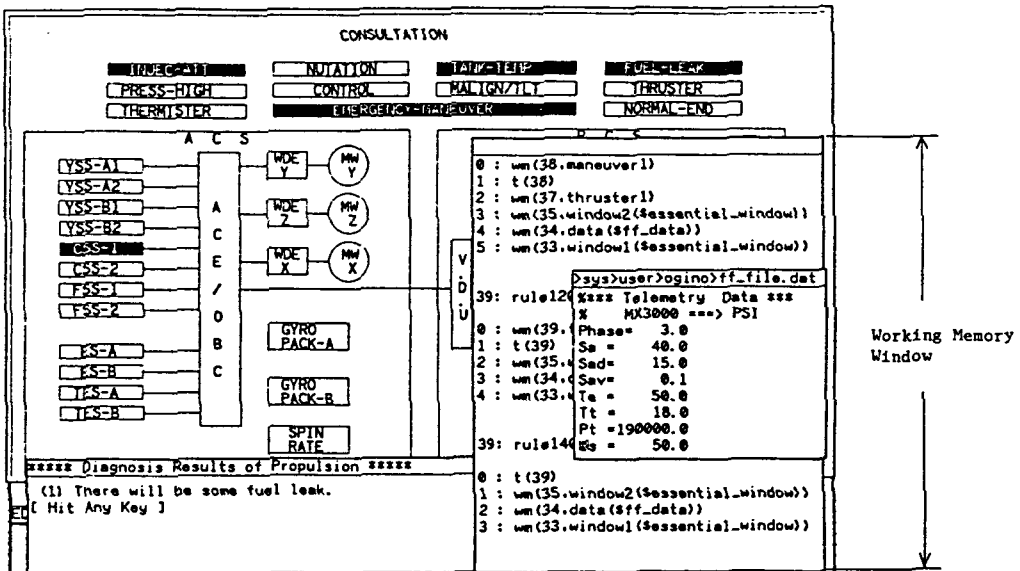 CONSULTATION
INJEC-ATT NUTATION TANK-TEMP FUEL-LEAK
PRESS-HIGH CONTROL MALIGN/TLT THRUSTER
THERMISTER EMERGENCY-MANEUVER NORMAL-END
A C S
YSS-A1
YSS-A2
YSS-B1
YSS-B2
CSS-1
CSS-2
FSS-1
FSS-2
ES-A
ES-B
TES-A
TES-B
A
C
E
/
O
B
C
WDE
Y
MW
Y
WDE
Z
MW
Z
WDE
X
MW
X
GYRO
PACK-A
GYRO
PACK-B
SPIN
RATE
V
.
D
.
U
0 : wm(38,maneuver1)
1 : t(38)
2 : wm(37,thruster1)
3 : wm(35,window2($essential_window))
4 : wm(34,data($ff_data))
5 : wm(33,window1($essential_window))
39: rule120
0 : wm(39,
1 : t(39)
2 : wm(35,
3 : wm(34,
4 : wm(33,
39: rule140
0 : t(39)
1 : wm(35,window2($essential_window))
2 : wm(34,data($ff_data))
3 : wm(33,window1($essential_window))
>sys>user>ogino>ff_file.dat
%*** Telemetry Data ***
% MX3000 ===> PSI
Phase= 3.0
Sa = 40.0
Sad= 15.0
Sav= 0.1
Te = 50.0
Tt = 18.0
Pt =190000.0
= 50.0
***** Diagnosis Results of Propulsion *****
(1) There will be some fuel leak.
[ Hit Any Key ]
Working Memory
Window